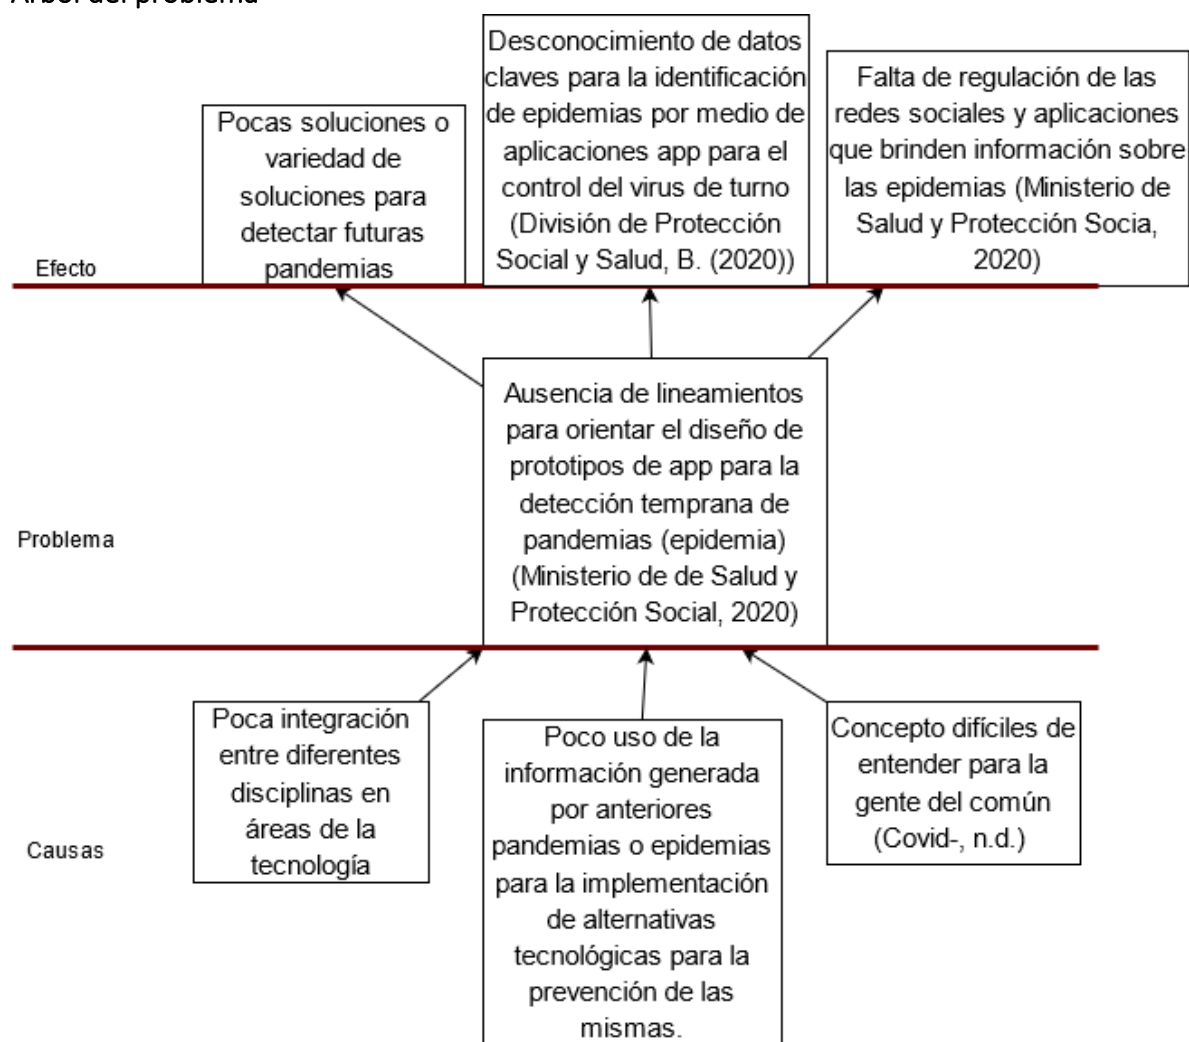 Árbol del problema
Pocas soluciones o
variedad de
soluciones para
detectar futuras
pandemias
Desconocimiento de datos
claves para la identificación
de epidemias por medio de
aplicaciones app para el
control del virus de turno
(División de Protección
Social y Salud, B. (2020))
Falta de regulación de las
redes sociales y aplicaciones
que brinden información sobre
las epidemias (Ministerio de
Salud y Protección Socia,
2020)
Efecto
Ausencia de lineamientos
para orientar el diseño de
prototipos de app para la
detección temprana de
pandemias (epidemia)
(Ministerio de de Salud y
Protección Social, 2020)
Problema
Poca integración
entre diferentes
disciplinas en
áreas de la
tecnología
Poco uso de la
información generada
por anteriores
pandemias o epidemias
para la implementación
de alternativas
tecnológicas para la
prevención de las
mismas.
Concepto difíciles de
entender para la
gente del común
(Covid-, n.d.)
Causas